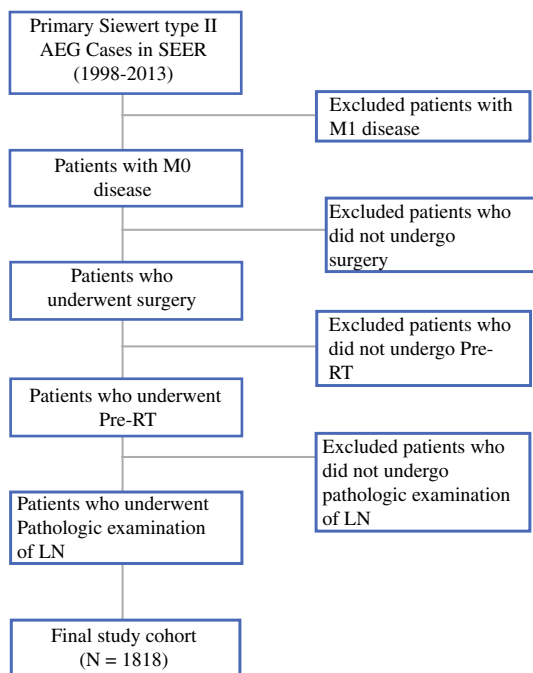 Primary Siewert type II
AEG Cases in SEER
(1998-2013)
Excluded patients with
M1 disease
Patients with M0
disease
Excluded patients who
did not undergo
surgery
Patients who
underwent surgery
Excluded patients who
did not undergo Pre-
RT
Patients who underwent
Pre-RT
Excluded patients who
did not undergo
pathologic examination
of LN
Patients who underwent
Pathologic examination
of LN
Final study cohort
(N = 1818)